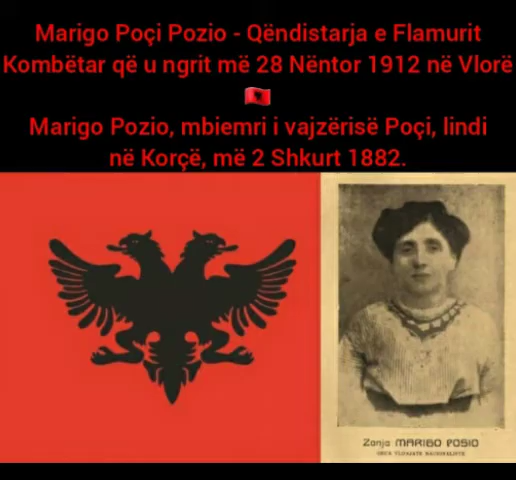 Marigo Poçi Pozio - Qëndistarja e Flamurit
Kombëtar që u ngrit më 28 Nëntor 1912 në Vlorë
🇦🇱
Marigo Pozio, mbiemri i vajzërisë Poçi, lindi
në Korçë, më 2 Shkurt 1882.
Zonja MARIGO POSIO